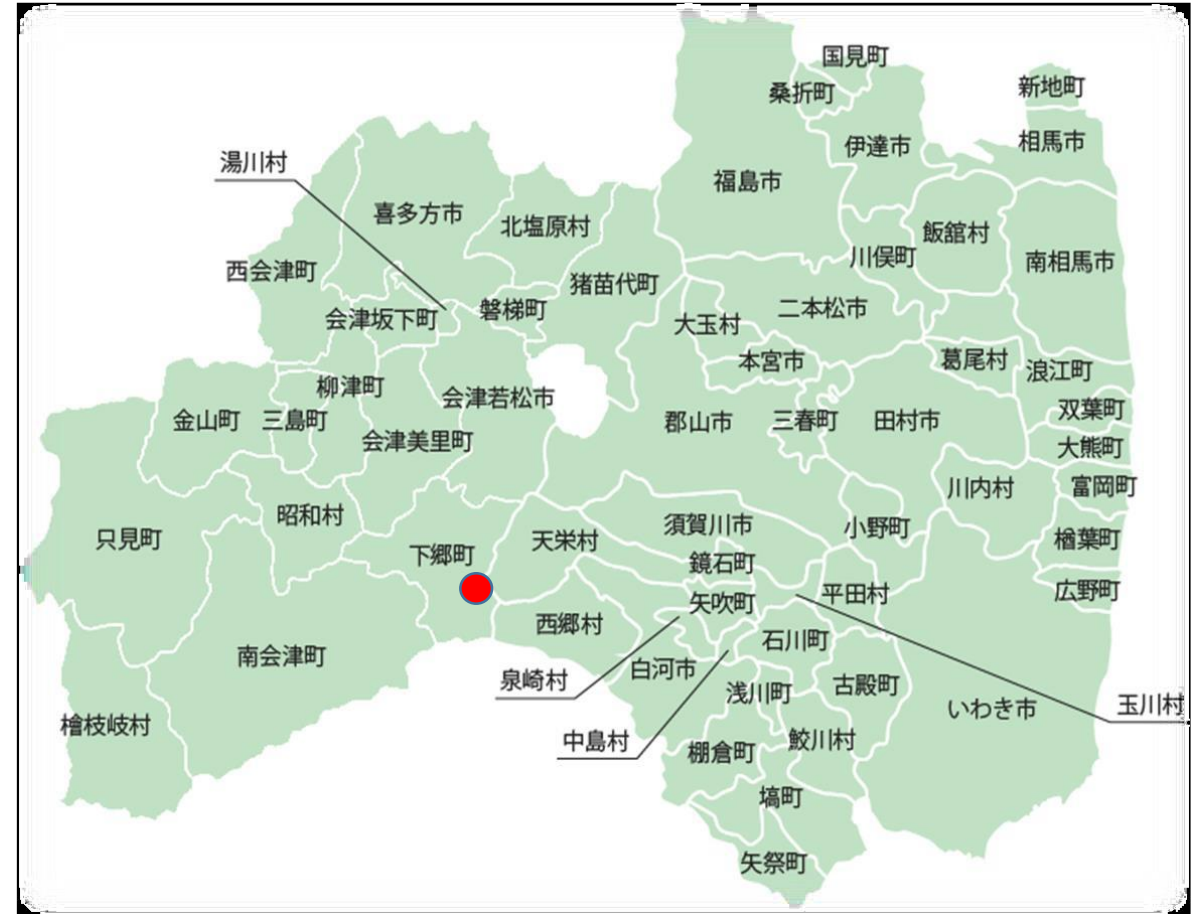 国見町
新地町
桑折町
相馬市
伊達市
湯川村
福島市
喜多方市
北塩原村
飯舘村
川俣町
南相馬市
西会津町
猪苗代町
磐梯町
二本松市
会津坂下町
大玉村
本宮市
葛尾村
浪江町
柳津町
会津若松市
双葉町
金山町
三島町
郡山市
三春町
田村市
会津美里町
大熊町
川内村
富岡町
昭和村
須賀川市
小野町
只見町
天栄村
楢葉町
下郷町
鏡石町
平田村
広野町
矢吹町
西郷村
石川町
南会津町
白河市
泉崎村
古殿町
浅川町
玉川村
いわき市
檜枝岐村
中島村
鮫川村
棚倉町
塙町
矢祭町